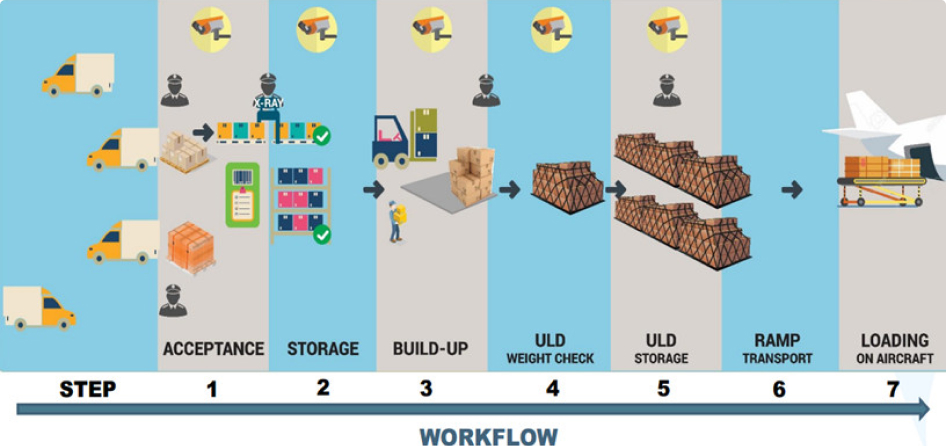 X-RAY
ACCEPTANCE
STORAGE
BUILD-UP
ULD
WEIGHT CHECK
ULD
STORAGE
RAMP
TRANSPORT
LOADING
ON AIRCRAFT
STEP 1 2 3 4 5 6 7
WORKFLOW